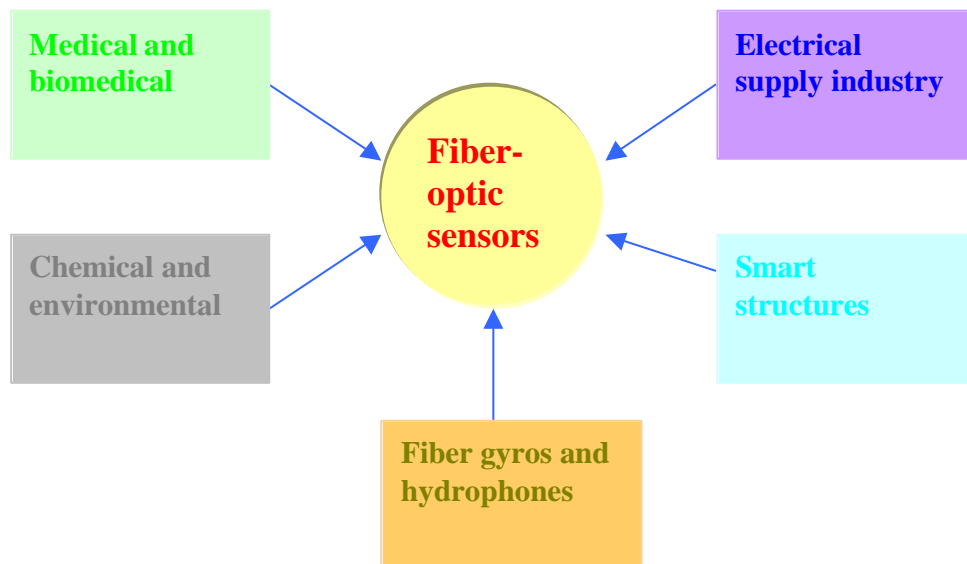 Medical and
biomedical
Electrical
supply industry
Fiber-
optic
sensors
Chemical and
environmental
Smart
structures
Fiber gyros and
hydrophones